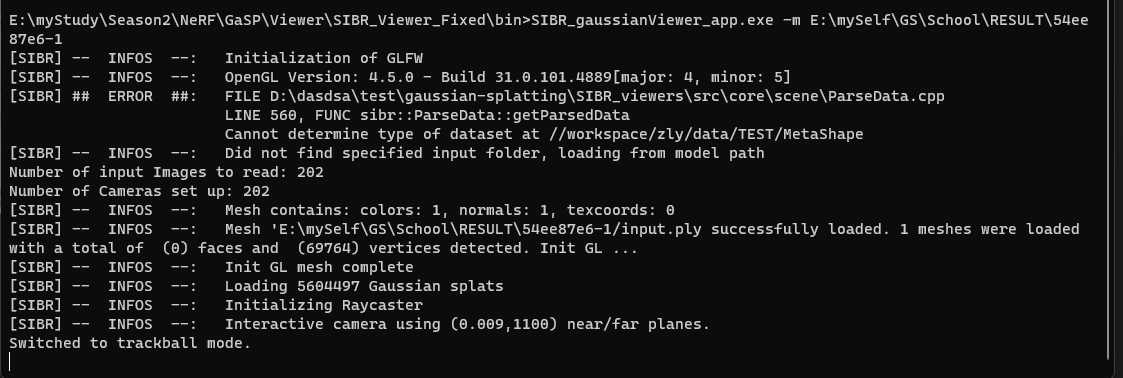 E:\myStudy\Season2\NeRF\GaSP\Viewer\SIBR_Viewer_Fixed\bin>SIBR_gaussianViewer_app.exe -m E:\mySelf\GS\School\RESULT\54ee
87e6-1
[SIBR] --  INFOS  --:	Initialization of GLFW
[SIBR] --  INFOS  --:	OpenGL Version: 4.5.0 - Build 31.0.101.4889[major: 4, minor: 5]
[SIBR] ##  ERROR  ##:	FILE D:\dasdsa\test\gaussian-splatting\SIBR_viewers\src\core\scene\ParseData.cpp
			LINE 560, FUNC sibr::ParseData::getParsedData
			Cannot determine type of dataset at //workspace/zly/data/TEST/MetaShape
[SIBR] --  INFOS  --:	Did not find specified input folder, loading from model path
Number of input Images to read: 202
Number of Cameras set up: 202
[SIBR] --  INFOS  --:	Mesh contains: colors: 1, normals: 1, texcoords: 0
[SIBR] --  INFOS  --:	Mesh 'E:\mySelf\GS\School\RESULT\54ee87e6-1/input.ply successfully loaded. 1 meshes were loaded
with a total of  (0) faces and  (69764) vertices detected. Init GL ...
[SIBR] --  INFOS  --:	Init GL mesh complete
[SIBR] --  INFOS  --:	Loading 5604497 Gaussian splats
[SIBR] --  INFOS  --:	Initializing Raycaster
[SIBR] --  INFOS  --:	Interactive camera using (0.009,1100) near/far planes.
Switched to trackball mode.